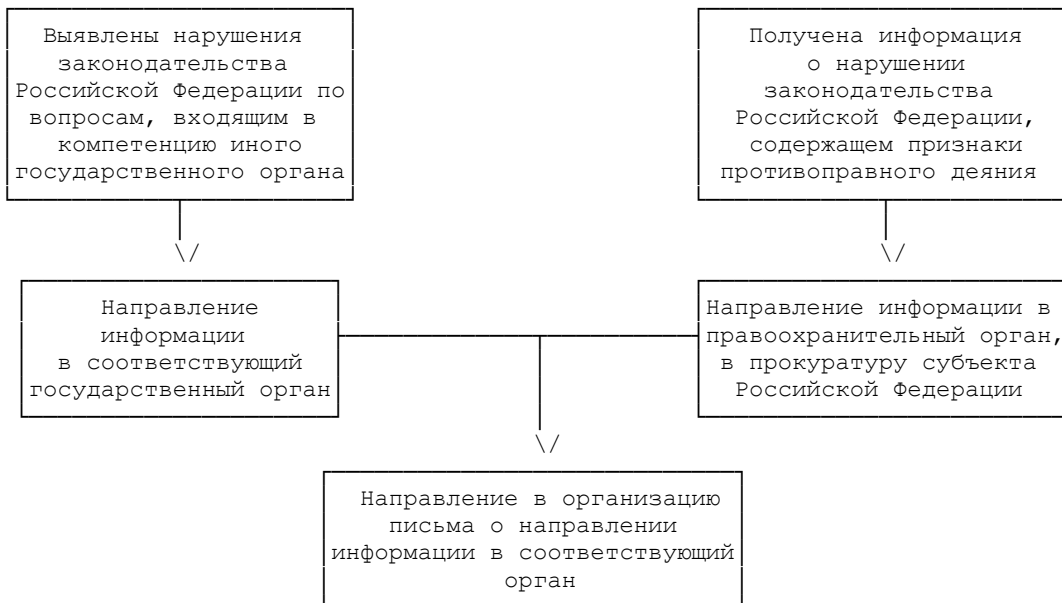 Выявлены нарушения
законодательства
Российской Федерации по
вопросам, входящим в
компетенцию иного
государственного органа
Получена информация
о нарушении
законодательства
Российской Федерации,
содержащем признаки
противоправного деяния
Направление
информации
в соответствующий
государственный орган
Направление информации в
правоохранительный орган,
в прокуратуру субъекта
Российской Федерации
Направление в организацию
письма о направлении
информации в соответствующий
орган